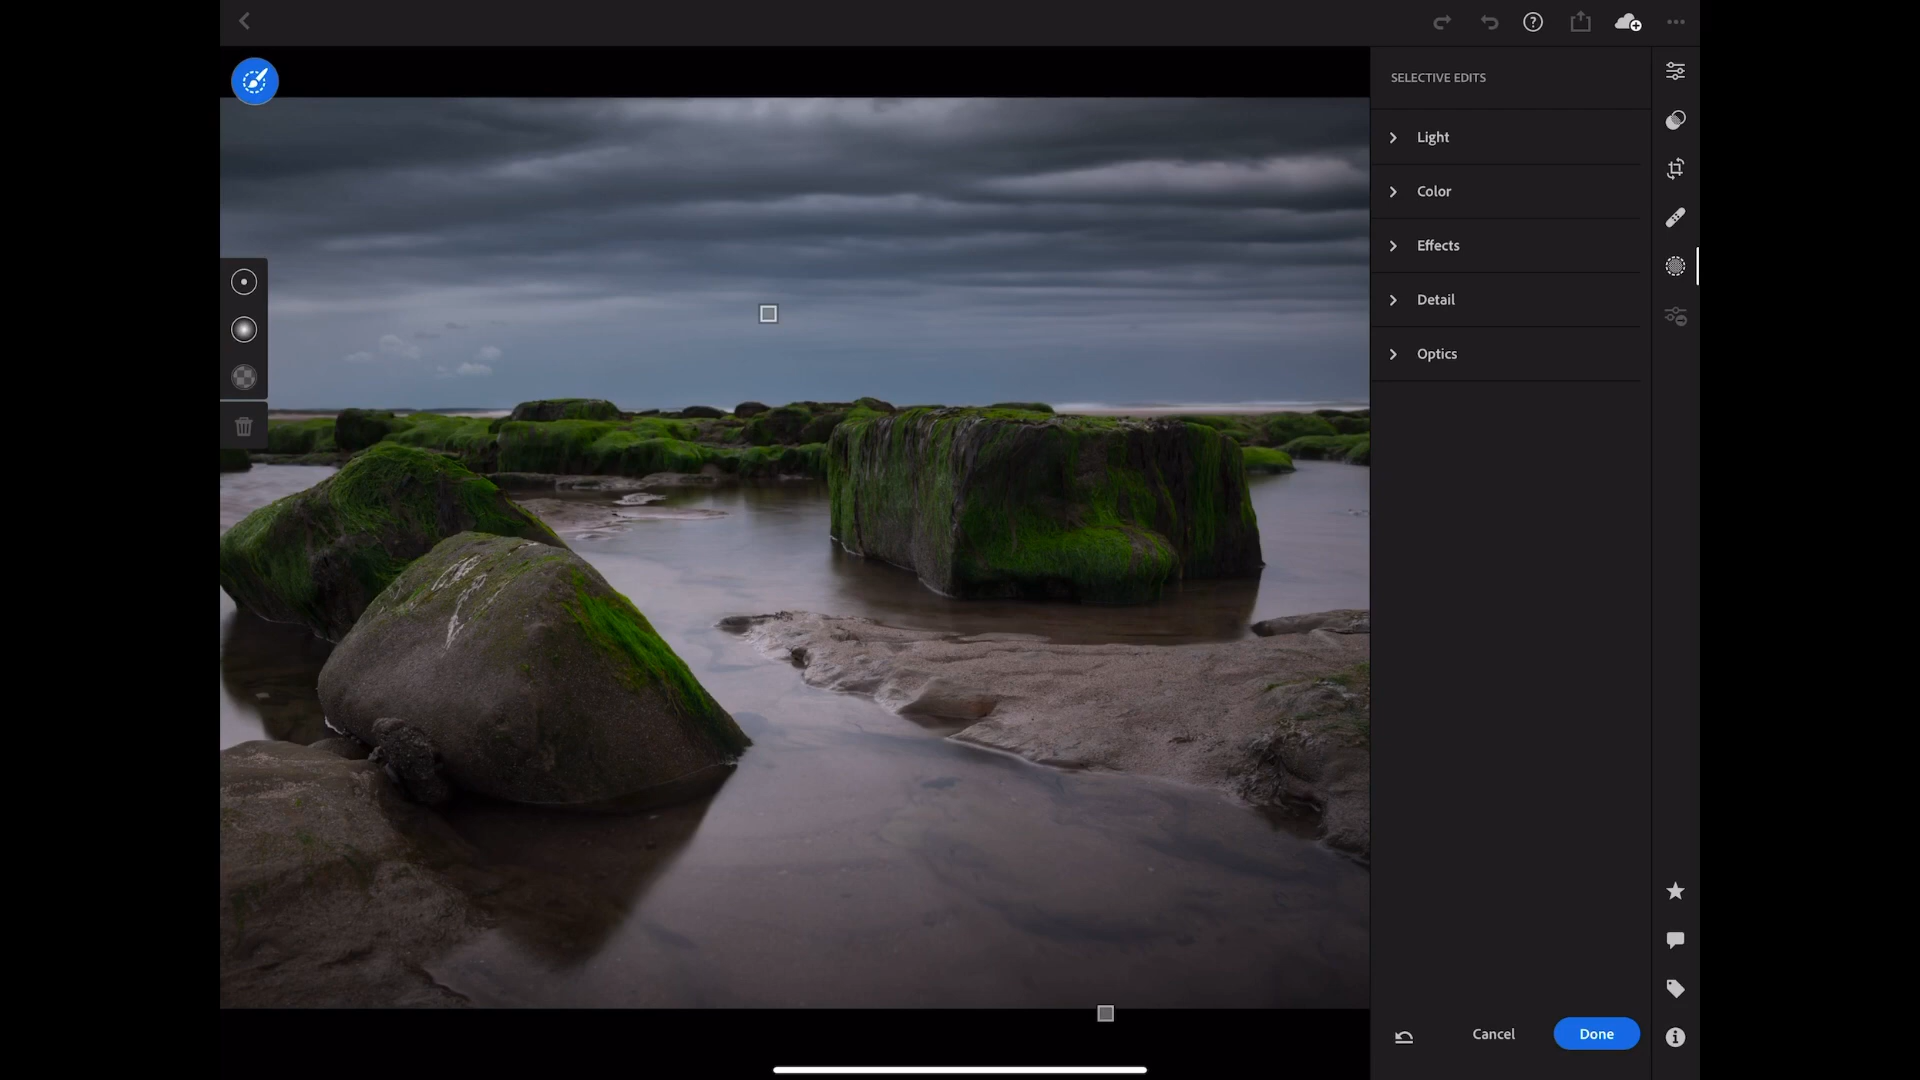 SELECTIVE EDITS
Light
Color
Effects
Detail
Optics
Cancel
Done